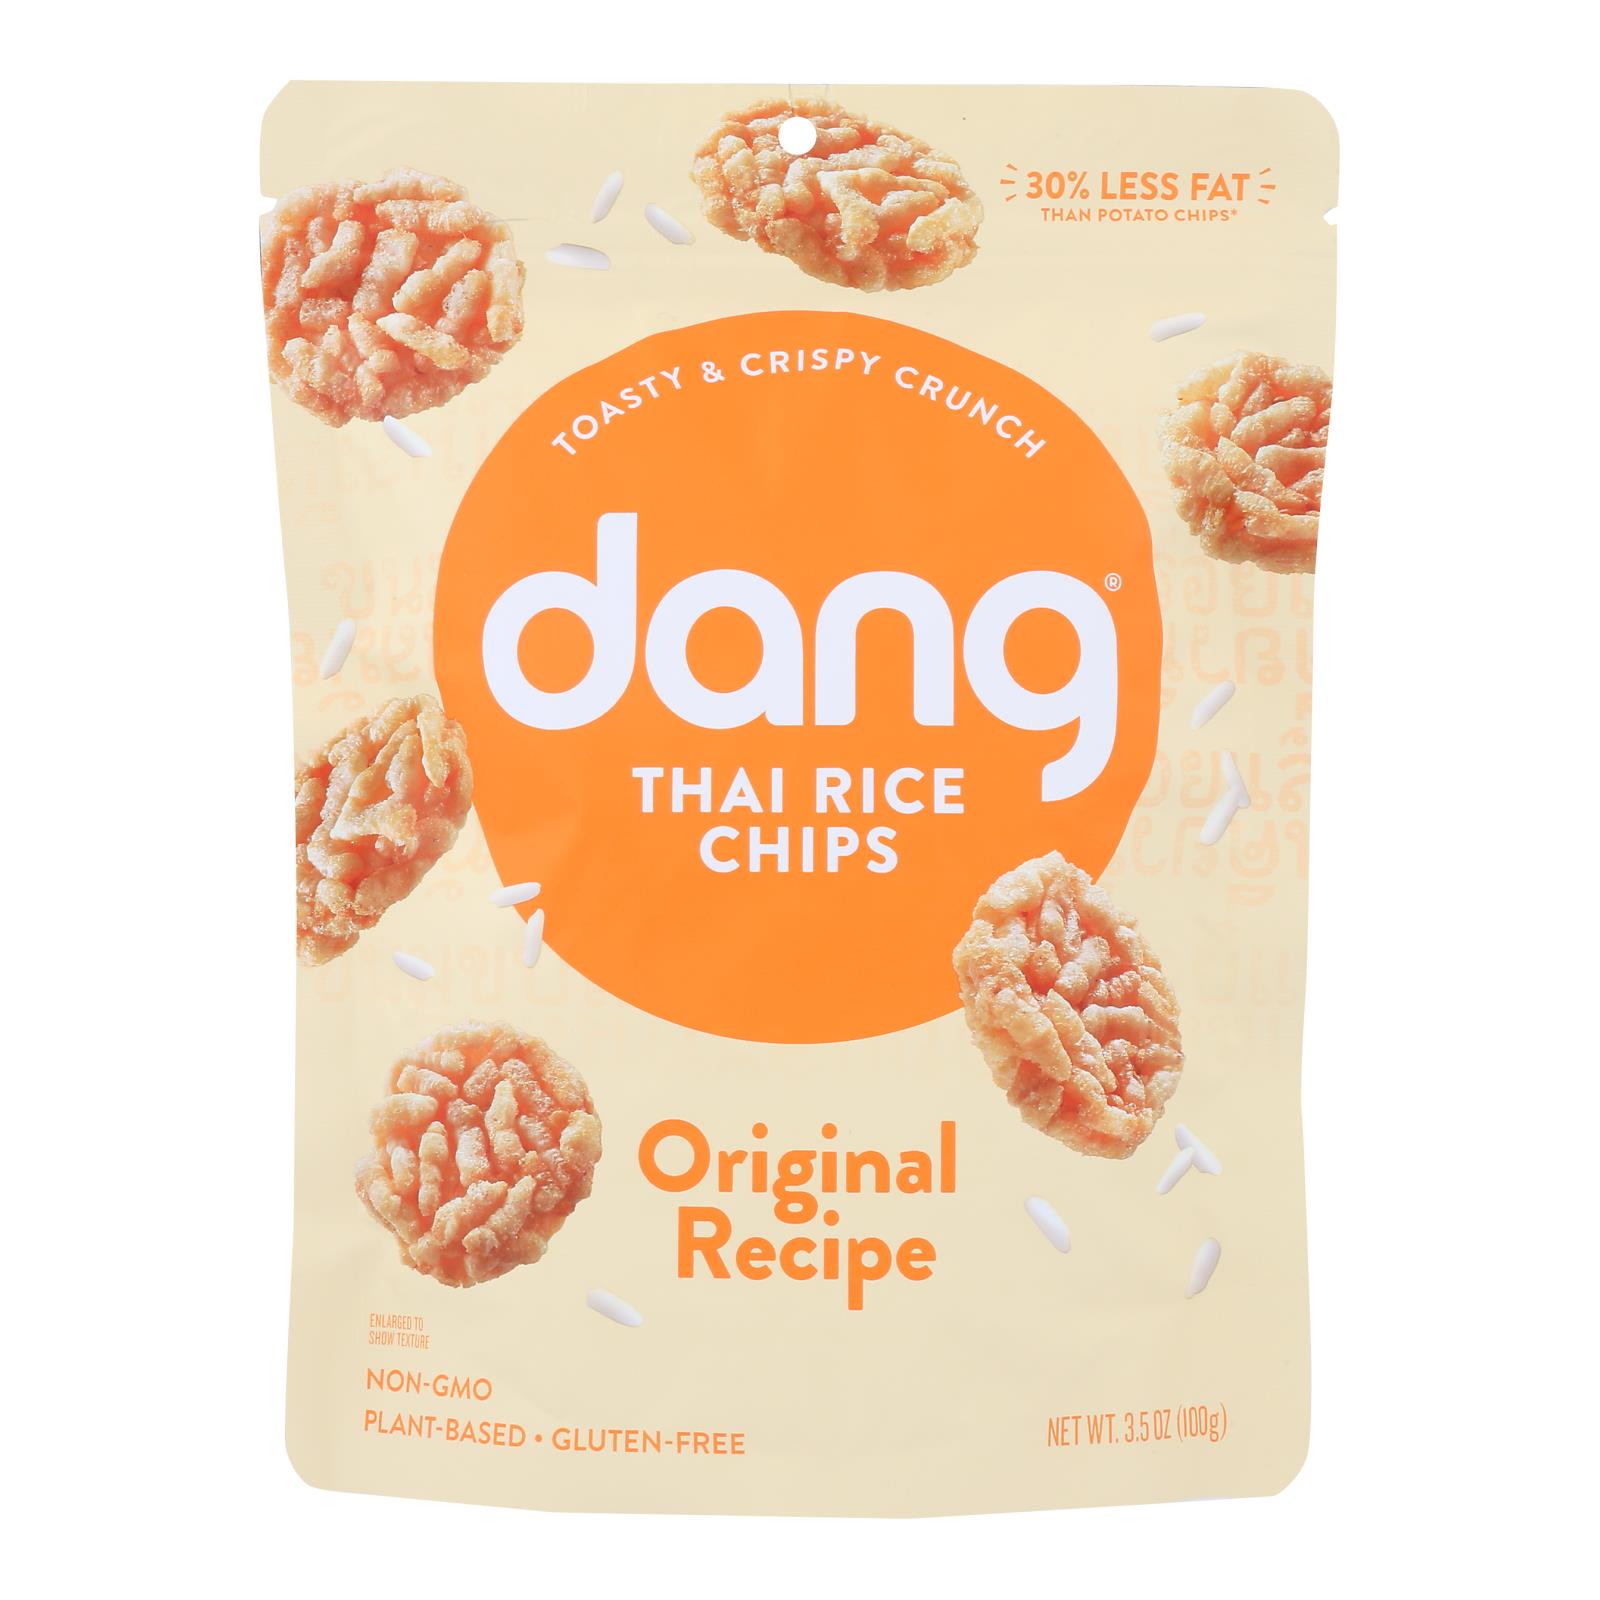 30% LESS FAT
THAN POTATO CHIPS*
TOASTY & CRISPY CRUNCH
dang®
THAI RICE
CHIPS
Original
Recipe
ENLARGED TO
SHOW TEXTURE
NON-GMO
PLANT-BASED • GLUTEN-FREE
NET WT. 3.5 OZ (100g)